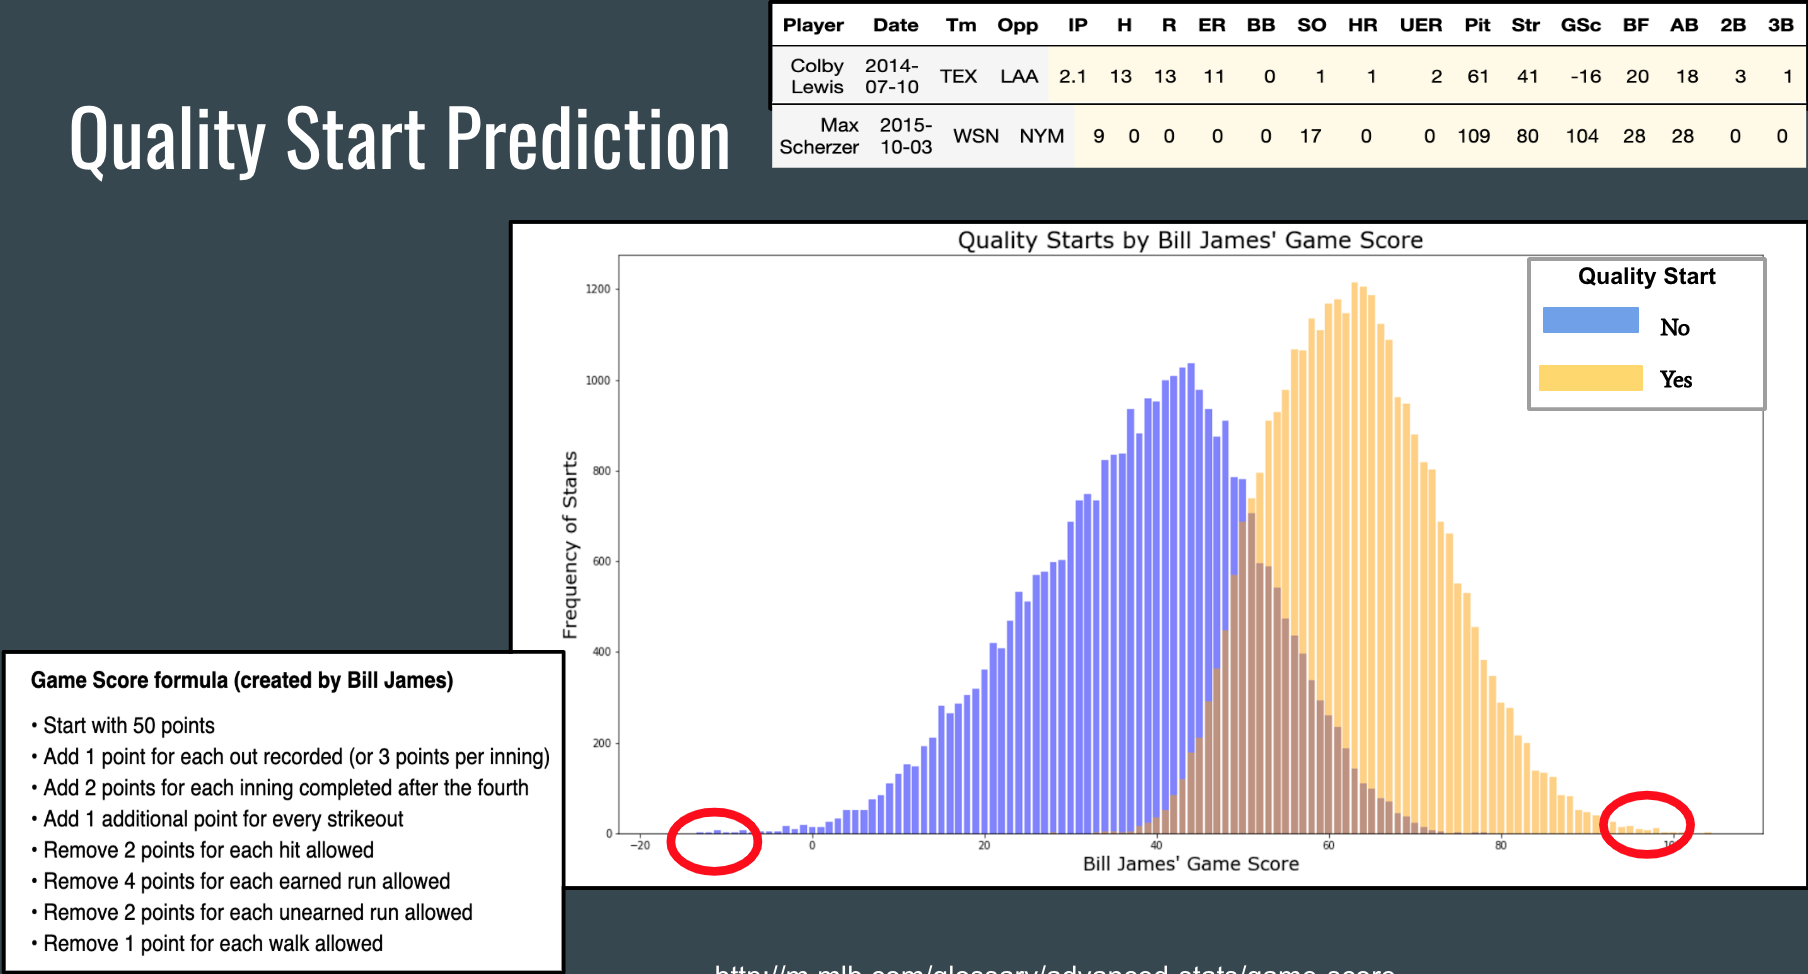 Quality Start Prediction
Player Date Tm Opp IP H R ER BB SO HR UER Pit Str GSc BF AB 2B 3B
Colby Lewis 2014-07-10 TEX LAA 2.1 13 13 11 0 1 1 2 61 41 -16 20 18 3 1
Max Scherzer 2015-10-03 WSN NYM 9 0 0 0 0 17 0 0 109 80 104 28 28 0 0
Quality Starts by Bill James' Game Score
Quality Start
No
Yes
Frequency of Starts
1200
1000
800
600
400
200
0
−20 0 20 40 60 80
Bill James' Game Score
Game Score formula (created by Bill James)
• Start with 50 points
• Add 1 point for each out recorded (or 3 points per inning)
• Add 2 points for each inning completed after the fourth
• Add 1 additional point for every strikeout
• Remove 2 points for each hit allowed
• Remove 4 points for each earned run allowed
• Remove 2 points for each unearned run allowed
• Remove 1 point for each walk allowed
http://m.mlb.com/glossary/advanced-stats/game-score